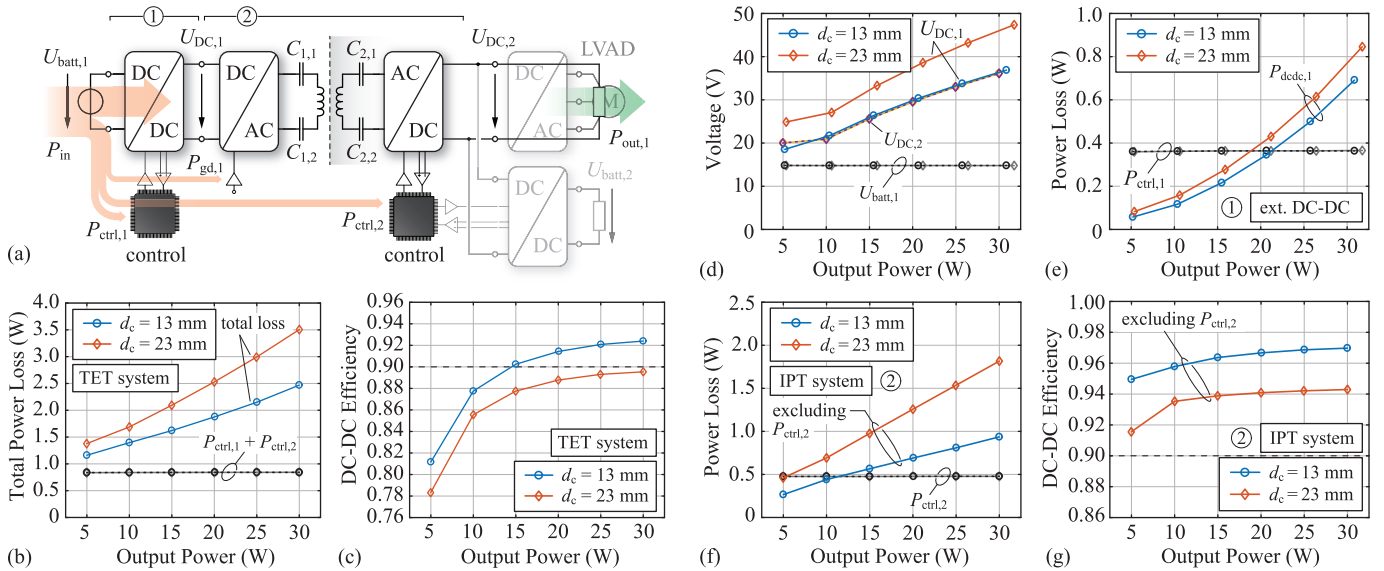 ① ②
U_DC,1 C_1,1 C_2,1 U_DC,2 LVAD
U_batt,1
DC DC AC DC
M
DC AC DC AC
P_in P_gd,1 C_1,2 C_2,2 P_out,1
U_batt,2
DC
P_ctrl,1 P_ctrl,2
DC
(a) control control
Total Power Loss (W)
4.0
3.5
3.0
2.5
2.0
1.5
1.0
0.5
0
d_c = 13 mm
d_c = 23 mm
total loss
TET system
P_ctrl,1 + P_ctrl,2
5 10 15 20 25 30
(b) Output Power (W)
DC-DC Efficiency
0.96
0.94
0.92
0.90
0.88
0.86
0.84
0.82
0.80
0.78
0.76
TET system
d_c = 13 mm
d_c = 23 mm
5 10 15 20 25 30
(c) Output Power (W)
Voltage (V)
50
40
30
20
10
0
d_c = 13 mm
d_c = 23 mm
U_DC,1
U_DC,2
U_batt,1
5 10 15 20 25 30
(d) Output Power (W)
Power Loss (W)
1.0
0.8
0.6
0.4
0.2
0
d_c = 13 mm
d_c = 23 mm
P_dcdc,1
P_ctrl,1
① ext. DC-DC
5 10 15 20 25 30
(e) Output Power (W)
Power Loss (W)
2.5
2.0
1.5
1.0
0.5
0
d_c = 13 mm
d_c = 23 mm
IPT system ②
excluding
P_ctrl,2
P_ctrl,2
5 10 15 20 25 30
(f) Output Power (W)
DC-DC Efficiency
1.00
0.98
0.96
0.94
0.92
0.90
0.88
0.86
excluding P_ctrl,2
② IPT system
d_c = 13 mm
d_c = 23 mm
5 10 15 20 25 30
(g) Output Power (W)